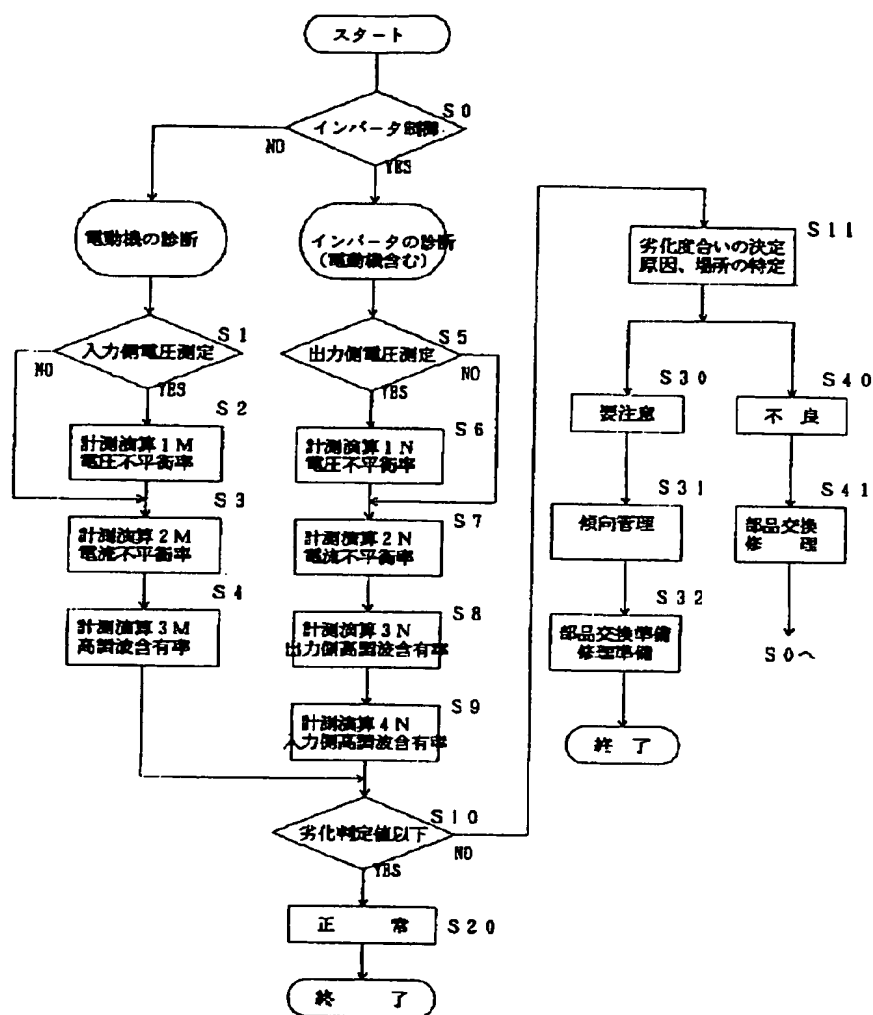 スタート
S0
インバータ制御
NO
YES
電動機の診断
インバータの診断
(電動機含む)
S1
入力側電圧測定
NO
YES
S5
出力側電圧測定
NO
YES
S2
計測演算1M
電圧不平衡率
S6
計測演算1N
電圧不平衡率
S3
計測演算2M
電流不平衡率
S7
計測演算2N
電流不平衡率
S4
計測演算3M
高調波含有率
S8
計測演算3N
出力側高調波含有率
S9
計測演算4N
入力側高調波含有率
S10
劣化判定値以下
NO
YES
正 常
S20
終 了
S11
劣化度合いの決定
原因、場所の特定
S30
要注意
S40
不 良
S31
傾向管理
S41
部品交換
修 理
S32
部品交換準備
修理準備
S0へ
終 了